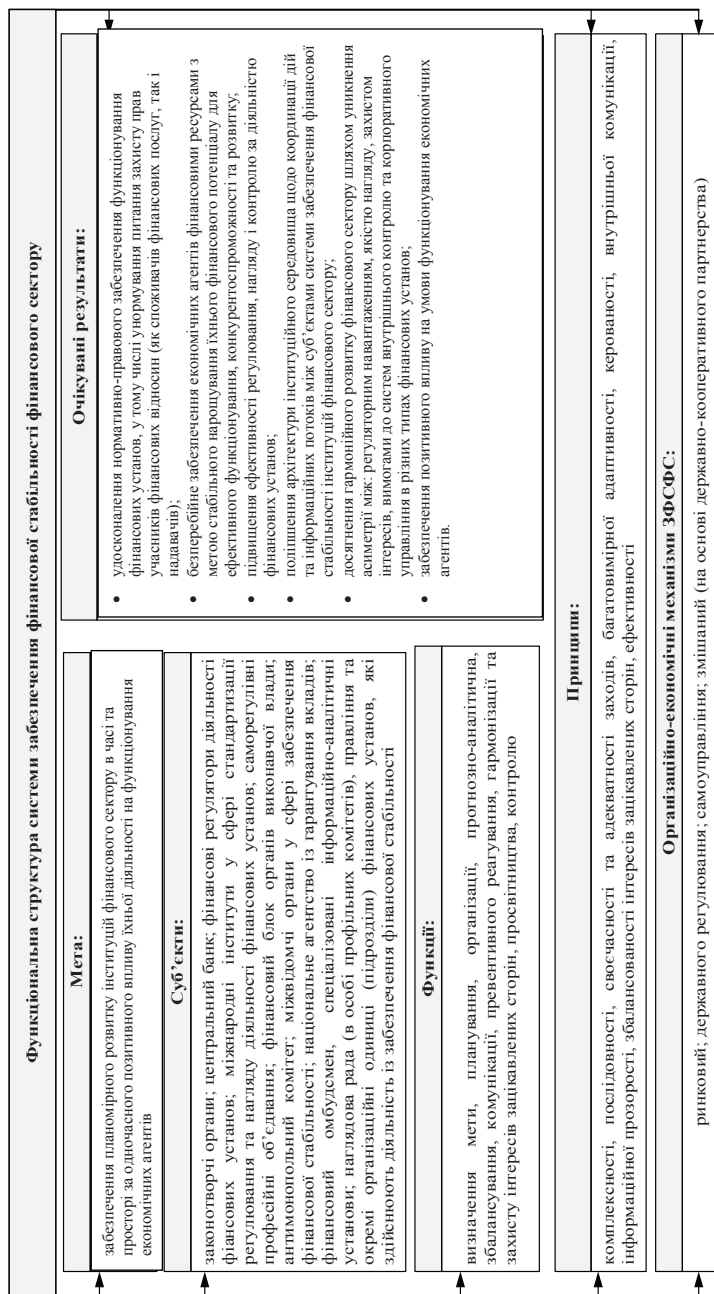 Функціональна структура системи забезпечення фінансової стабільності фінансового сектору
Мета:
забезпечення планомірного розвитку інституцій фінансового сектору в часі та
просторі за одночасного позитивного впливу їхньої діяльності на функціонування
економічних агентів
Суб’єкти:
законотворчі органи; центральний банк; фінансові регулятори діяльності
фіансових установ; міжнародні інститути у сфері стандартизації
регулювання та нагляду діяльності фінансових установ; саморегулівні
професійні об’єднання; фінансовий блок органів виконавчої влади;
антимонопольний комітет; міжвідомчі органи у сфері забезпечення
фінансової стабільності; національне агентство із гарантування вкладів;
фінансовий омбудсмен, спеціалізовані інформаційно-аналітичні
установи; наглядова рада (в особі профільних комітетів), правління та
окремі організаційні одиниці (підрозділи) фінансових установ, які
здійснюють діяльність із забезпечення фінансової стабільності
Функції:
визначення мети, планування, організації, прогнозно-аналітична,
збалансування, комунікації, превентивного реагування, гармонізації та
захисту інтересів зацікавлених сторін, просвітництва, контролю
Очікувані результати:
• удосконалення нормативно-правового забезпечення функціонування
фінансових установ, у тому числі унормування питання захисту прав
учасників фінансових відносин (як споживачів фінансових послуг, так і
надавачів);
• безперебійне забезпечення економічних агентів фінансовими ресурсами з
метою стабільного нарощування їхнього фінансового потенціалу для
ефективного функціонування, конкурентоспроможності та розвитку;
• підвищення ефективності регулювання, нагляду і контролю за діяльністю
фінансових установ;
• поліпшення архітектури інституційного середовища щодо координації дій
та інформаційних потоків між суб’єктами системи забезпечення фінансової
стабільності інституцій фінансового сектору;
• досягнення гармонійного розвитку фінансового сектору шляхом уникнення
асиметрії між: регуляторним навантаженням, якістю нагляду, захистом
інтересів, вимогами до систем внутрішнього контролю та корпоративного
управління в різних типах фінансових установ;
• забезпечення позитивного впливу на умови функціонування економічних
агентів.
Принципи:
комплексності, послідовності, своєчасності та адекватності заходів, багатовимірної адаптивності, керованості, внутрішньої комунікації,
інформаційної прозорості, збалансованості інтересів зацікавлених сторін, ефективності
Організаційно-економічні механізми ЗФСФС:
ринковий; державного регулювання; самоуправління; змішаний (на основі державно-кооперативного партнерства)